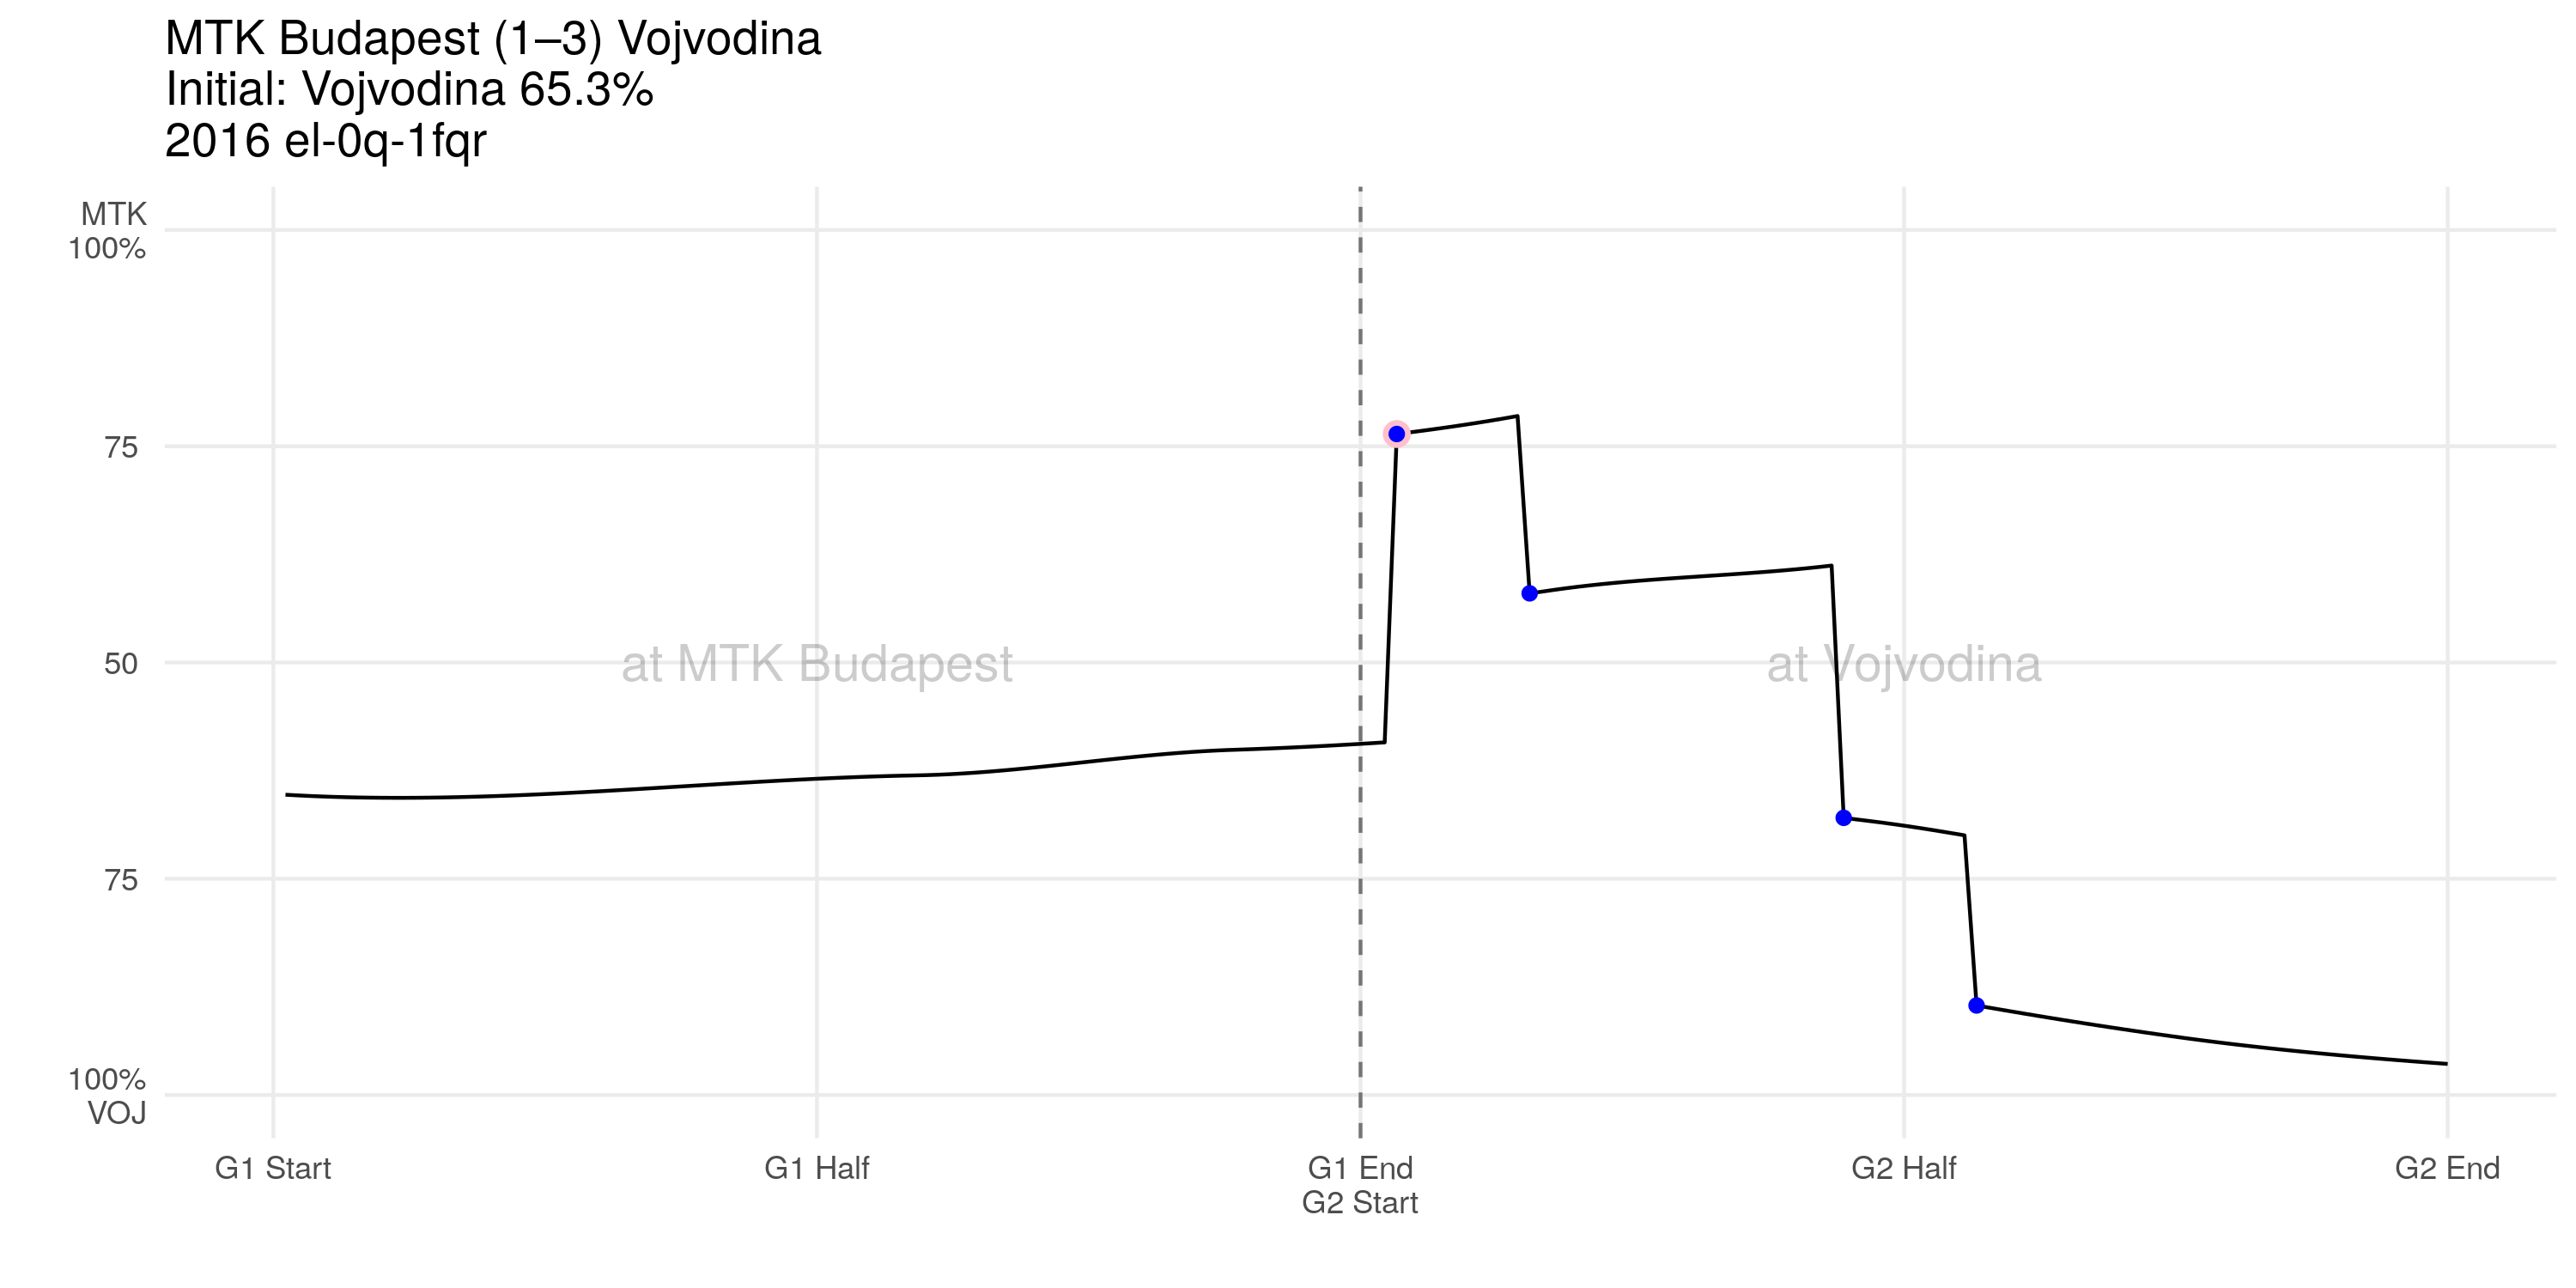 MTK Budapest (1–3) Vojvodina
Initial: Vojvodina 65.3%
2016 el-0q-1fqr
MTK
100%
75
50
75
100%
VOJ
at MTK Budapest
at Vojvodina
G1 Start
G1 Half
G1 End
G2 Start
G2 Half
G2 End